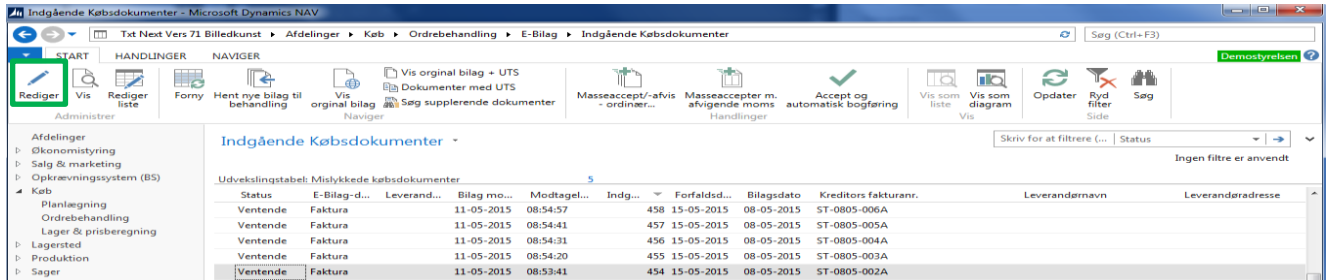 Indgående Købsdokumenter - Microsoft Dynamics NAV
Txt Next Vers 71 Billedkunst ▸ Afdelinger ▸ Køb ▸ Ordrebehandling ▸ E-Bilag ▸ Indgående Købsdokumenter
Søg (Ctrl+F3)
START HANDLINGER NAVIGER
Demostyrelsen
Rediger
Vis
Rediger liste
Administrer
Forny
Hent nye bilag til behandling
Vis orginal bilag
Vis orginal bilag + UTS
Dokumenter med UTS
Søg supplerende dokumenter
Naviger
Masseaccept/-afvis - ordinær...
Masseaccepter m. afvigende moms
Accept og automatisk bogføring
Handlinger
Vis som liste
Vis som diagram
Vis
Opdater
Ryd filter
Søg
Side
Afdelinger
Økonomistyring
Salg & marketing
Opkrævningssystem (BS)
Køb
Planlægning
Ordrebehandling
Lager & prisberegning
Lagersted
Produktion
Sager
Indgående Købsdokumenter
Skriv for at filtrere (... Status
Ingen filtre er anvendt
Udvekslingstabel: Mislykkede købsdokumenter 5
Status E-Bilag-d... Leverand... Bilag mo... Modtagel... Indg... Forfaldsd... Bilagsdato Kreditors fakturanr. Leverandørnavn Leverandøradresse
Ventende Faktura 11-05-2015 08:54:57 458 15-05-2015 08-05-2015 ST-0805-006A
Ventende Faktura 11-05-2015 08:54:41 457 15-05-2015 08-05-2015 ST-0805-005A
Ventende Faktura 11-05-2015 08:54:31 456 15-05-2015 08-05-2015 ST-0805-004A
Ventende Faktura 11-05-2015 08:54:20 455 15-05-2015 08-05-2015 ST-0805-003A
Ventende Faktura 11-05-2015 08:53:41 454 15-05-2015 08-05-2015 ST-0805-002A